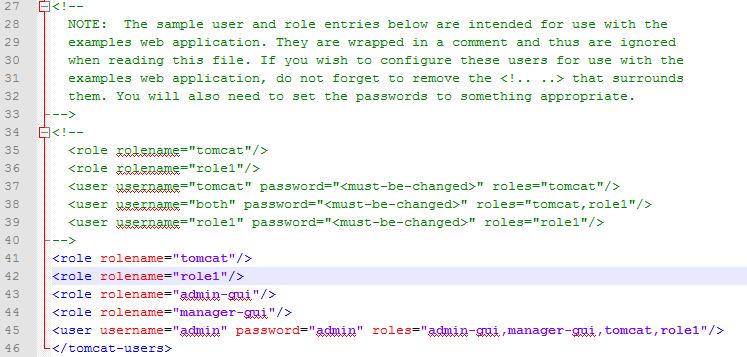 27 <!--
28 NOTE:  The sample user and role entries below are intended for use with the
29 examples web application. They are wrapped in a comment and thus are ignored
30 when reading this file. If you wish to configure these users for use with the
31 examples web application, do not forget to remove the <!.. ..> that surrounds
32 them. You will also need to set the passwords to something appropriate.
33 -->
34 <!--
35 <role rolename="tomcat"/>
36 <role rolename="role1"/>
37 <user username="tomcat" password="<must-be-changed>" roles="tomcat"/>
38 <user username="both" password="<must-be-changed>" roles="tomcat,role1"/>
39 <user username="role1" password="<must-be-changed>" roles="role1"/>
40 -->
41 <role rolename="tomcat"/>
42 <role rolename="role1"/>
43 <role rolename="admin-gui"/>
44 <role rolename="manager-gui"/>
45 <user username="admin" password="admin" roles="admin-gui,manager-gui,tomcat,role1"/>
46 </tomcat-users>